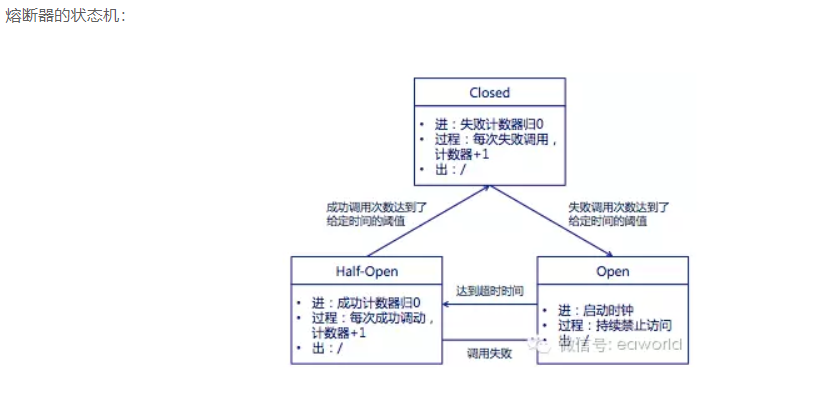 熔断器的状态机：
Closed
• 进：失败计数器归0
• 过程：每次失败调用，
计数器+1
• 出：/
成功调用次数达到了
给定时间的阈值
失败调用次数达到了
给定时间的阈值
Half-Open
• 进：成功计数器归0
• 过程：每次成功调动，
计数器+1
• 出：/
达到超时时间
调用失败
Open
• 进：启动时钟
• 过程：持续禁止访问
• 出：/
微信号: eaworld